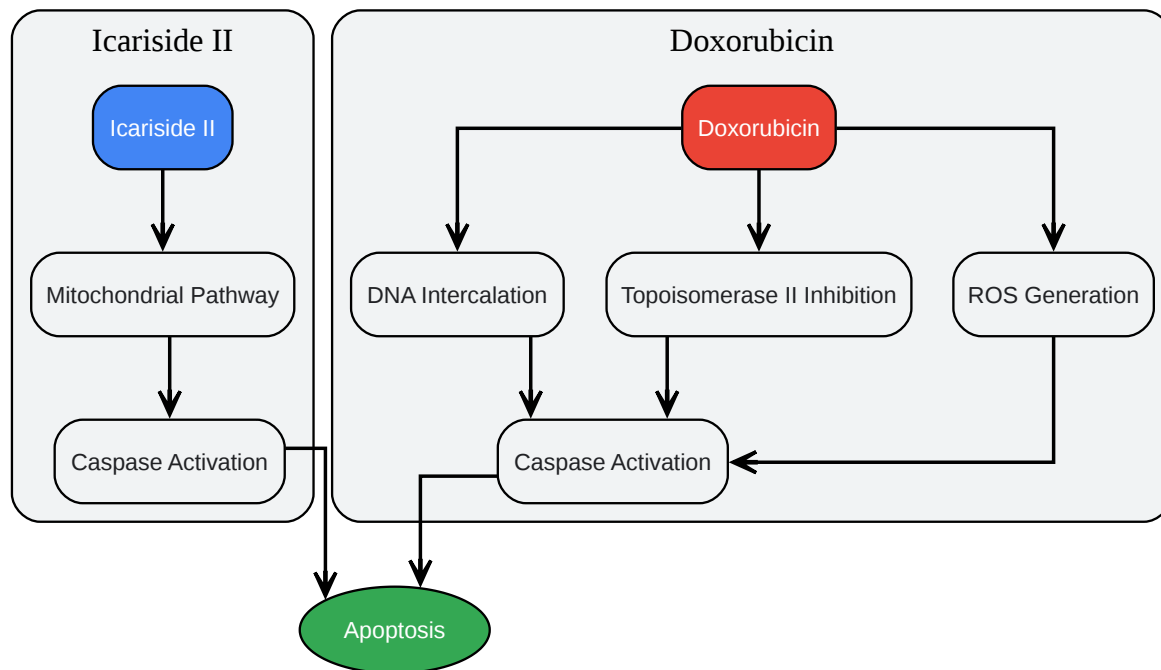 Icariside II
Doxorubicin
Icariside II
Doxorubicin
Mitochondrial Pathway
DNA Intercalation
Topoisomerase II Inhibition
ROS Generation
Caspase Activation
Caspase Activation
Apoptosis